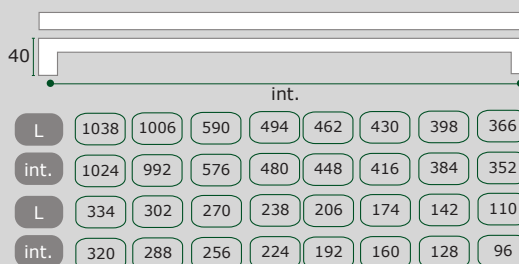 40
int.
L 1038 1006 590 494 462 430 398 366
int. 1024 992 576 480 448 416 384 352
L 334 302 270 238 206 174 142 110
int. 320 288 256 224 192 160 128 96